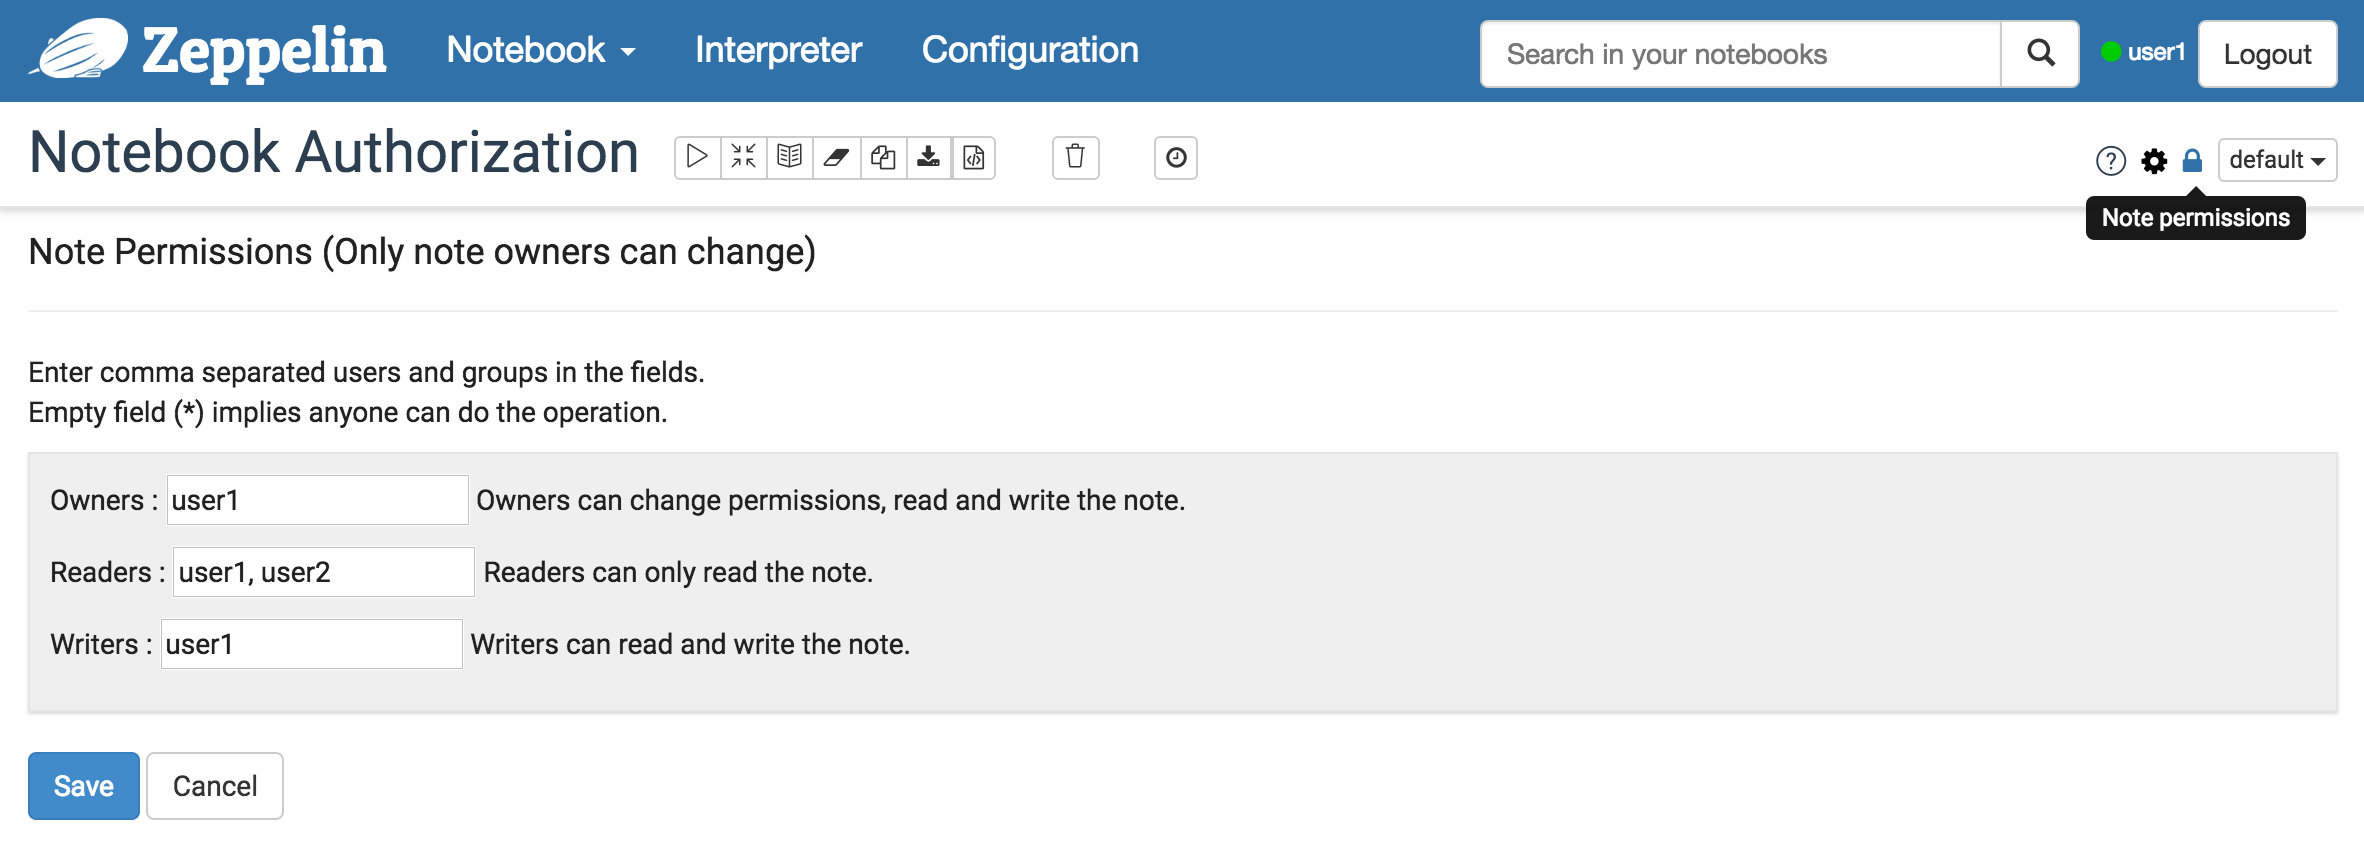 Zeppelin Notebook Interpreter Configuration Search in your notebooks user1 Logout
Notebook Authorization default
Note permissions
Note Permissions (Only note owners can change)
Enter comma separated users and groups in the fields.
Empty field (*) implies anyone can do the operation.
Owners : user1 Owners can change permissions, read and write the note.
Readers : user1, user2 Readers can only read the note.
Writers : user1 Writers can read and write the note.
Save Cancel